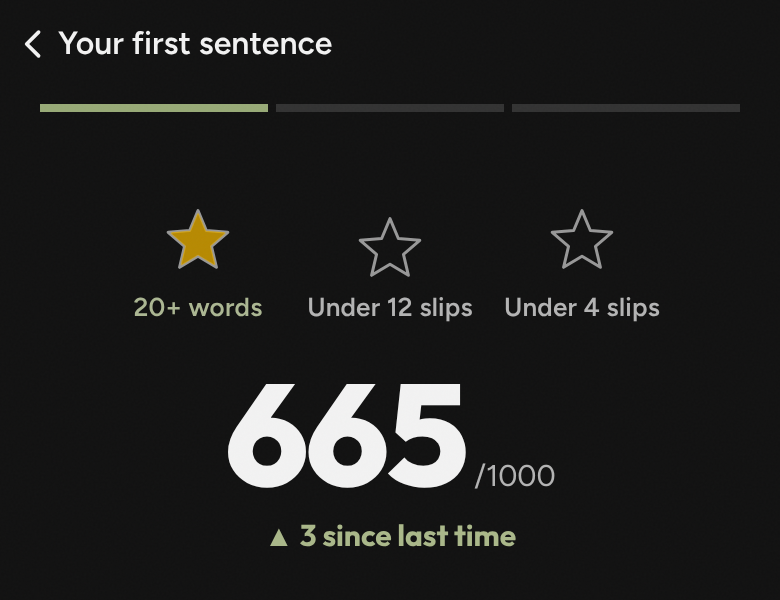 Your first sentence
20+ words
Under 12 slips
Under 4 slips
665 /1000
▲ 3 since last time